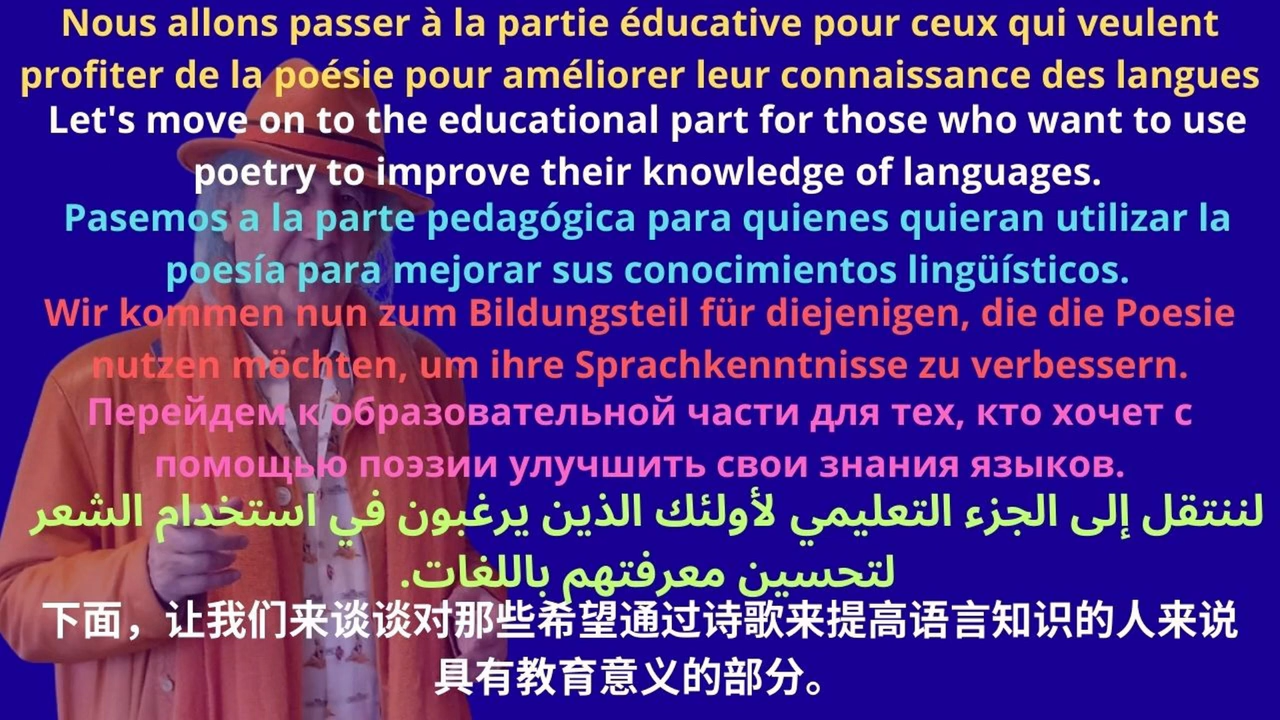 Nous allons passer à la partie éducative pour ceux qui veulent
profiter de la poésie pour améliorer leur connaissance des langues
Let's move on to the educational part for those who want to use
poetry to improve their knowledge of languages.
Pasemos a la parte pedagógica para quienes quieran utilizar la
poesía para mejorar sus conocimientos lingüísticos.
Wir kommen nun zum Bildungsteil für diejenigen, die die Poesie
nutzen möchten, um ihre Sprachkenntnisse zu verbessern.
Перейдем к образовательной части для тех, кто хочет с
помощью поэзии улучшить свои знания языков.
لننتقل إلى الجزء التعليمي لأولئك الذين يرغبون في استخدام الشعر
لتحسين معرفتهم باللغات.
下面，让我们来谈谈对那些希望通过诗歌来提高语言知识的人来说
具有教育意义的部分。